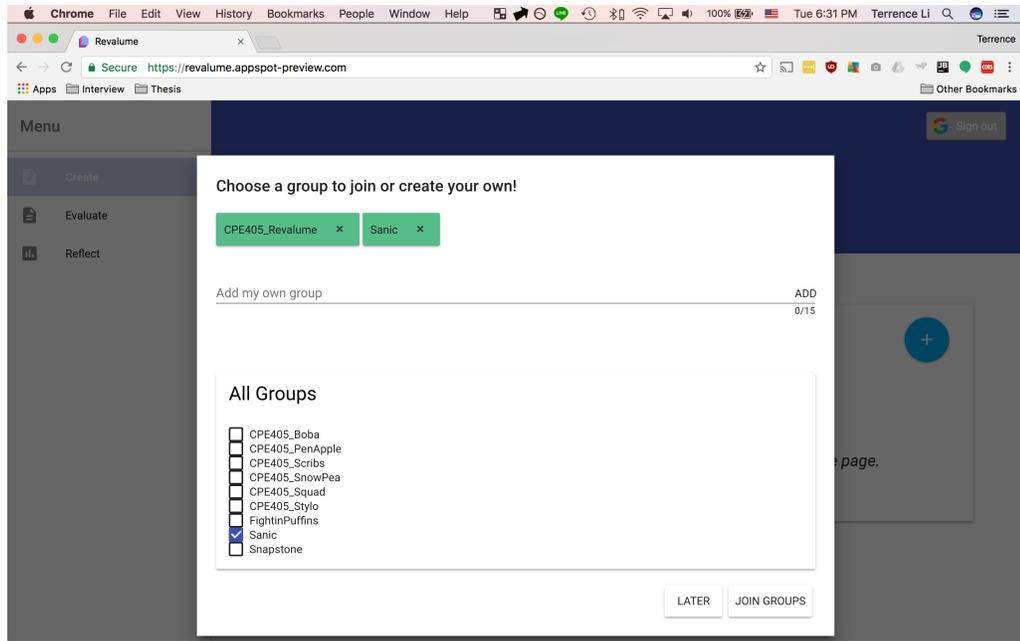 Chrome File Edit View History Bookmarks People Window Help 100% Tue 6:31 PM Terrence Li
Revalume × Terrence
Secure https://revalume.appspot-preview.com
Apps Interview Thesis Other Bookmarks
Menu
Sign out
Create
Evaluate
Reflect
Choose a group to join or create your own!
CPE405_Revalume × Sanic ×
Add my own group ADD
0/15
All Groups
CPE405_Boba
CPE405_PenApple
CPE405_Scribs
page.
CPE405_SnowPea
CPE405_Squad
CPE405_Stylo
FightinPuffins
Sanic
Snapstone
LATER JOIN GROUPS